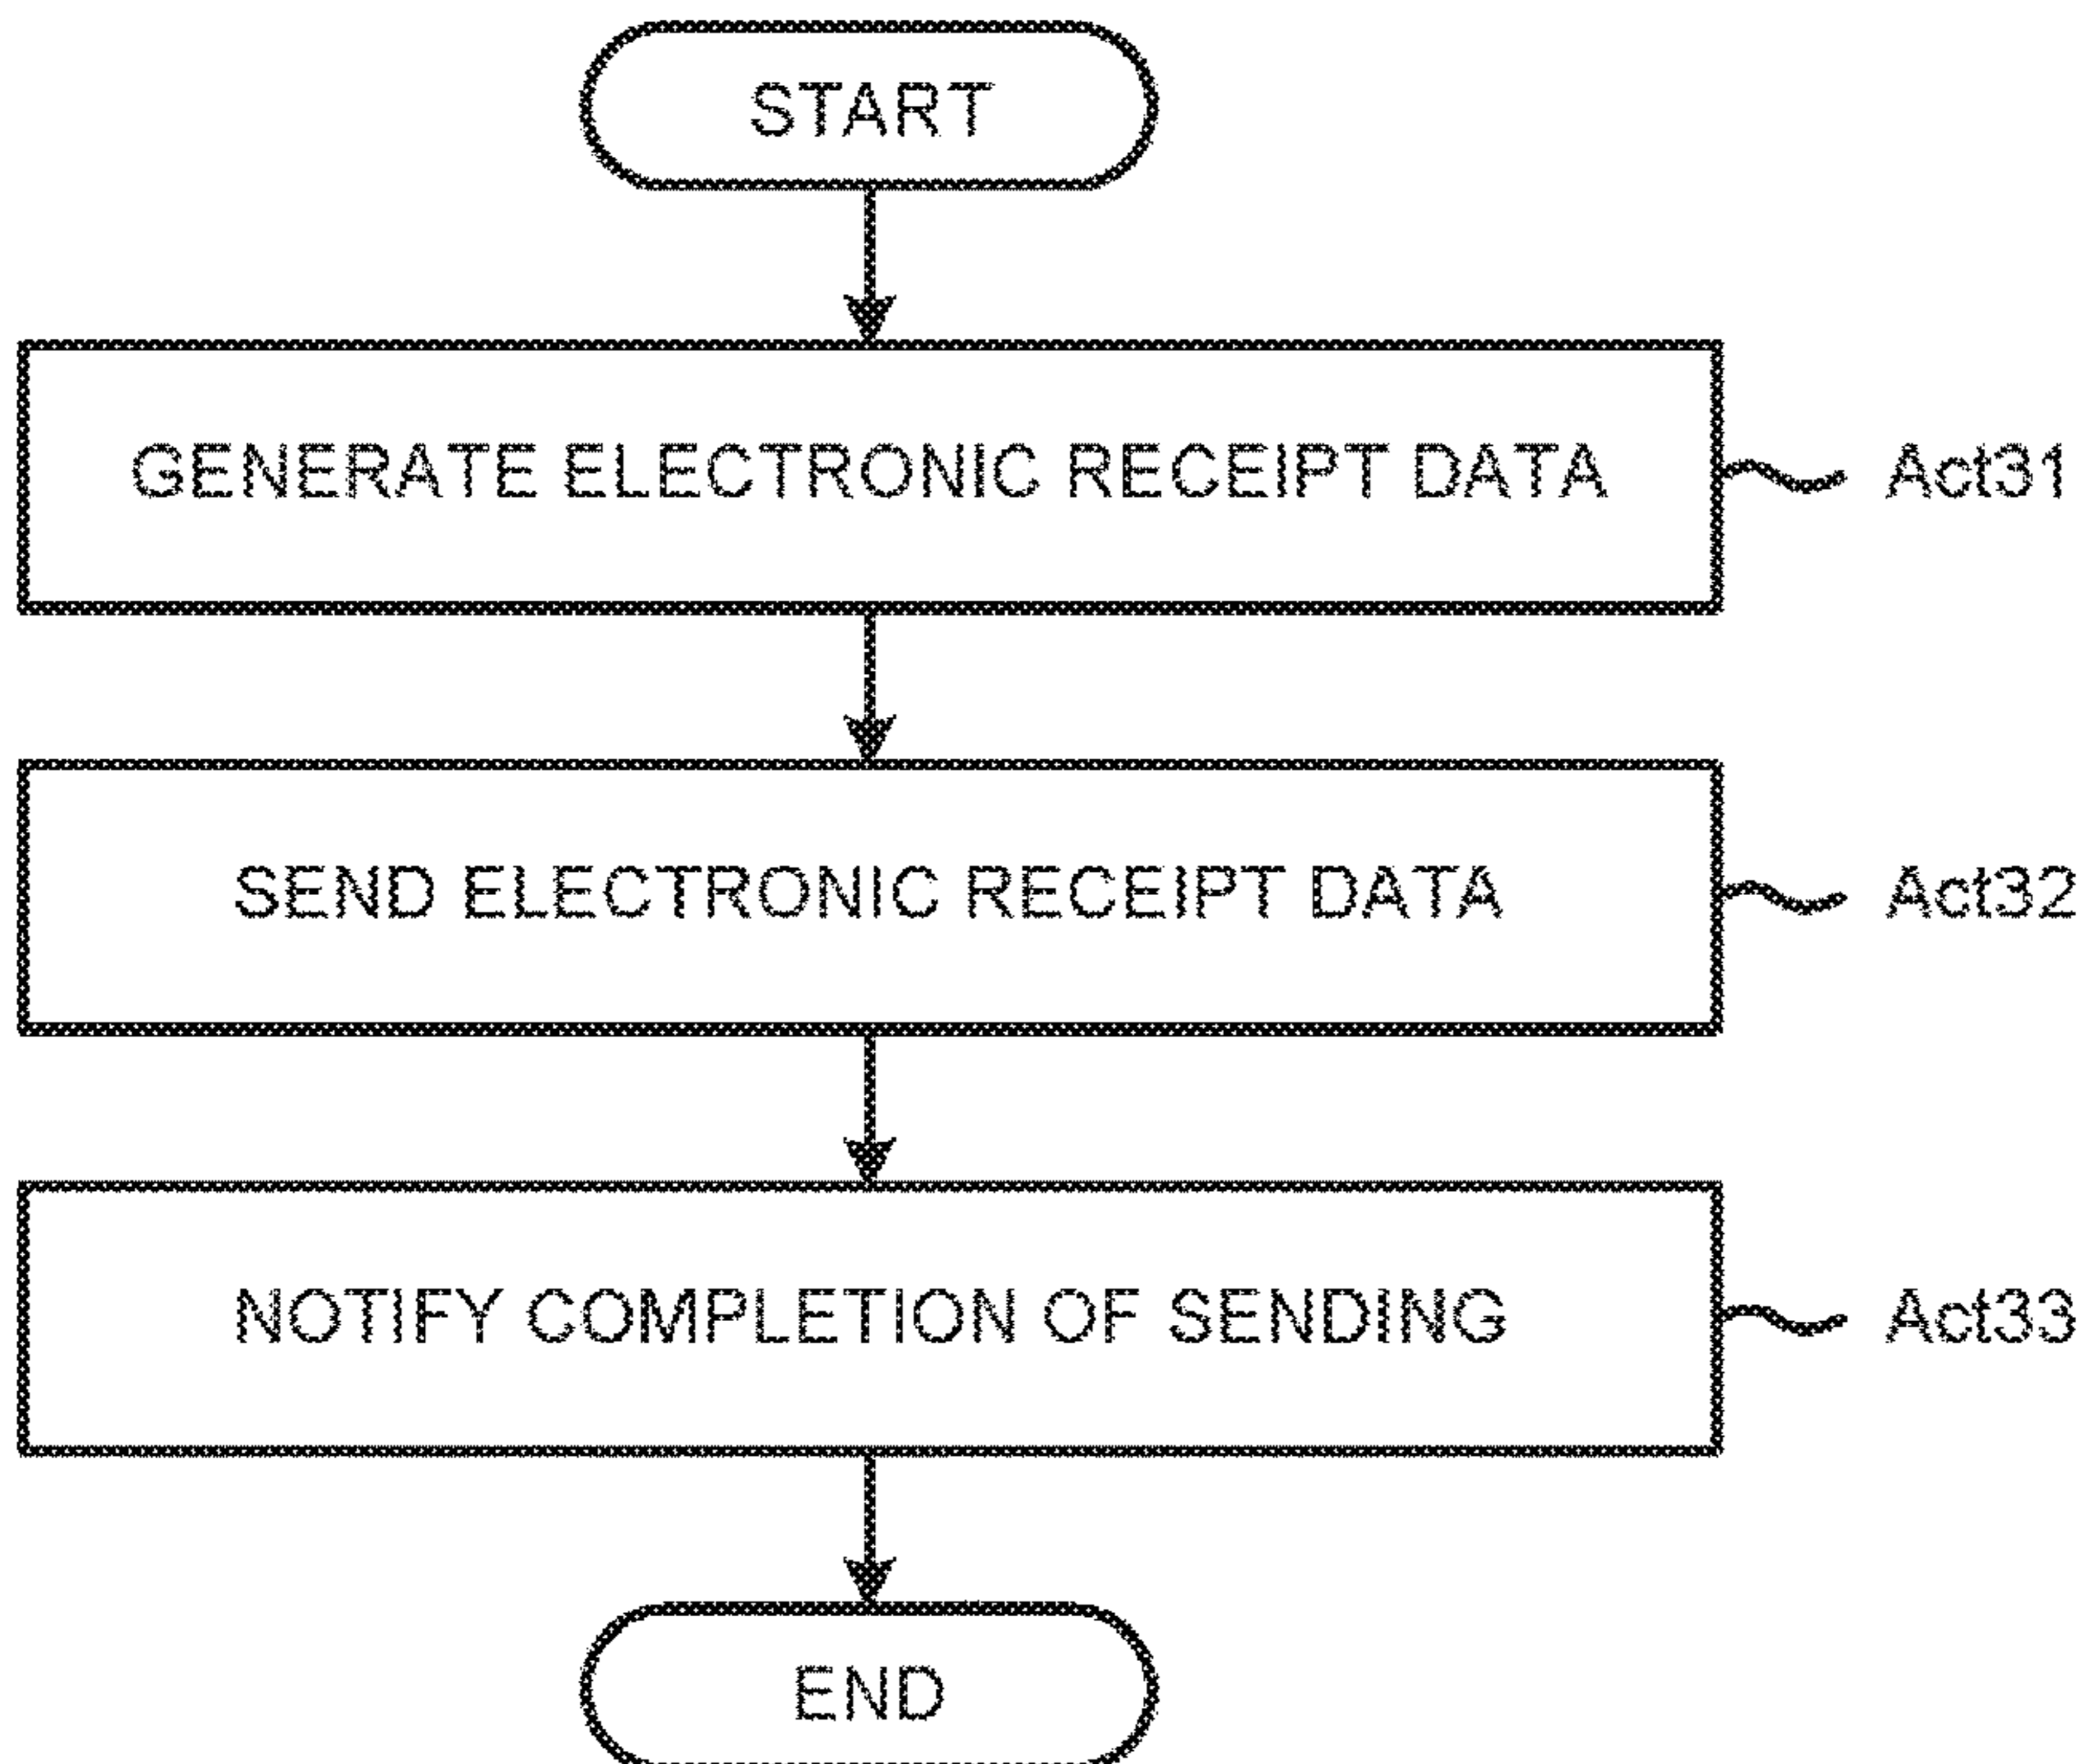 START
GENERATE ELECTRONIC RECEIPT DATA
Act31
SEND ELECTRONIC RECEIPT DATA
Act32
NOTIFY COMPLETION OF SENDING
Act33
END